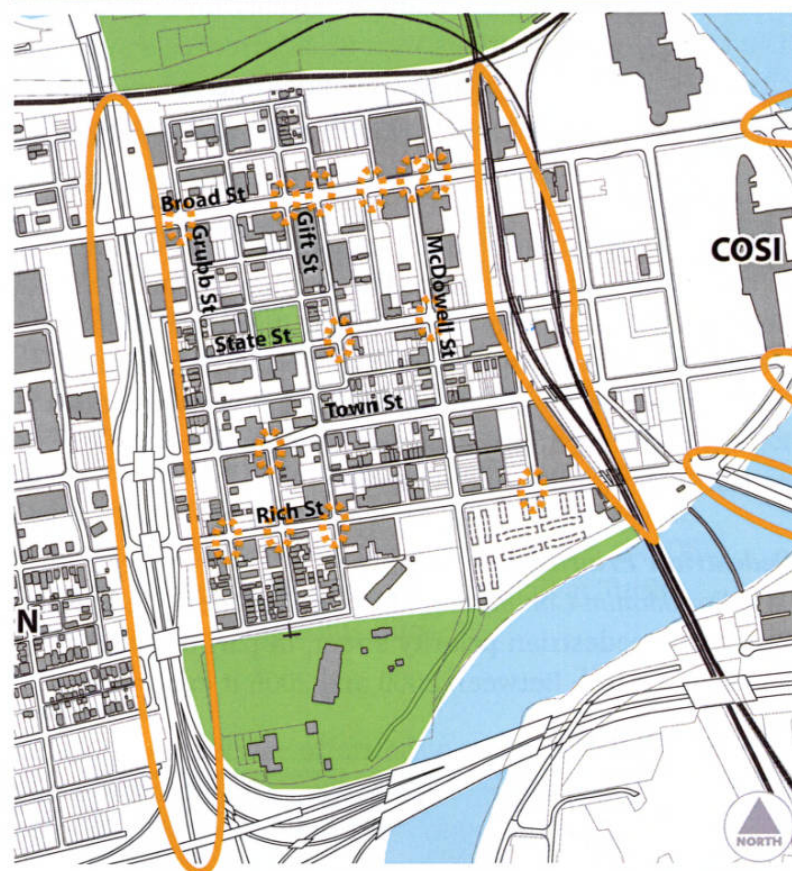 Broad St
Grubb St
Gift St
McDowell St
COSI
State St
Town St
Rich St
N
NORTH